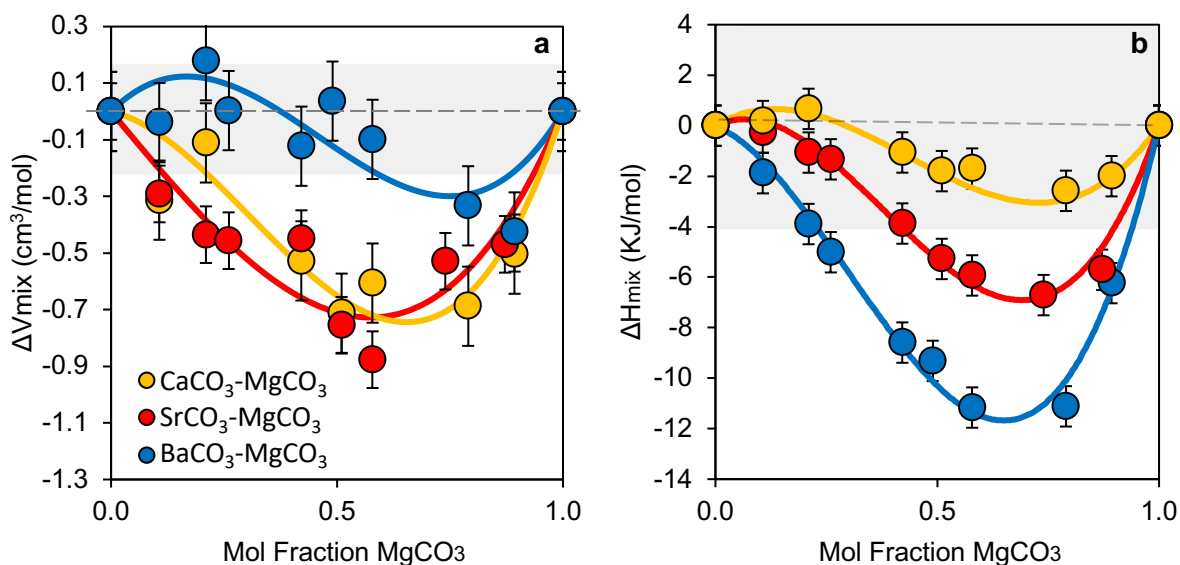 a
ΔVmix (cm³/mol)
0.3
0.1
-0.1
-0.3
-0.5
-0.7
-0.9
-1.1
-1.3
CaCO₃-MgCO₃
SrCO₃-MgCO₃
BaCO₃-MgCO₃
0.0 0.5 1.0
Mol Fraction MgCO₃
b
ΔHmix (KJ/mol)
4
2
0
-2
-4
-6
-8
-10
-12
-14
0.0 0.5 1.0
Mol Fraction MgCO₃